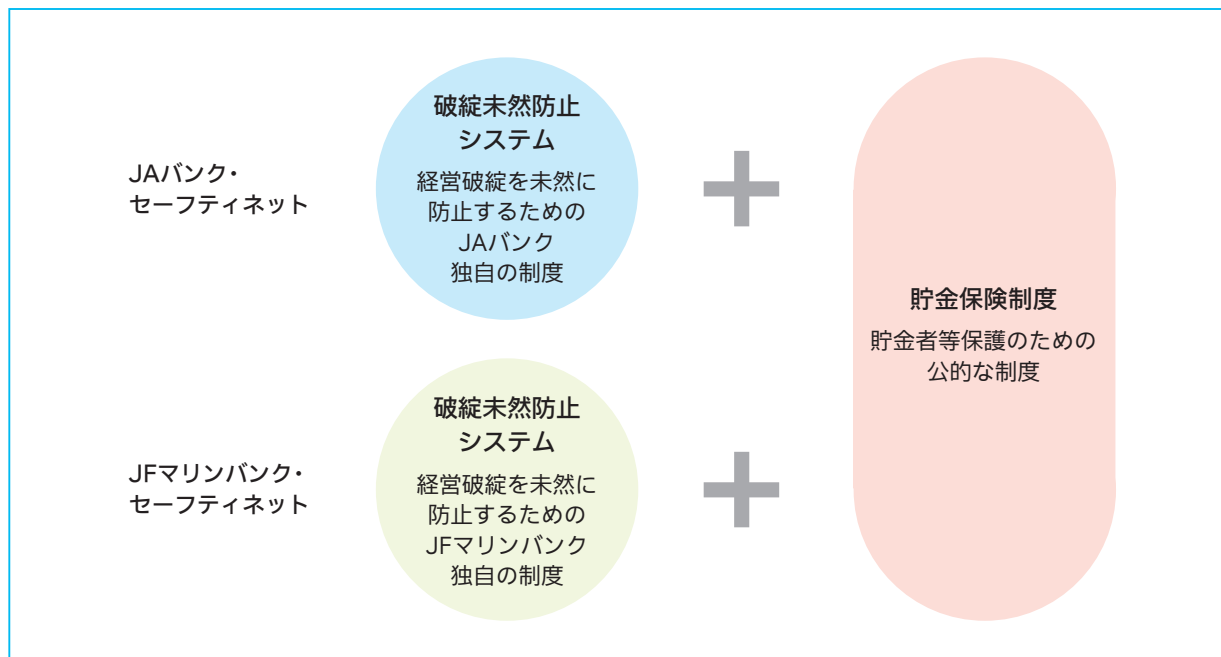 JAバンク・
セーフティネット
破綻未然防止
システム
経営破綻を未然に
防止するための
JAバンク
独自の制度
JFマリンバンク・
セーフティネット
破綻未然防止
システム
経営破綻を未然に
防止するための
JFマリンバンク
独自の制度
貯金保険制度
貯金者等保護のための
公的な制度